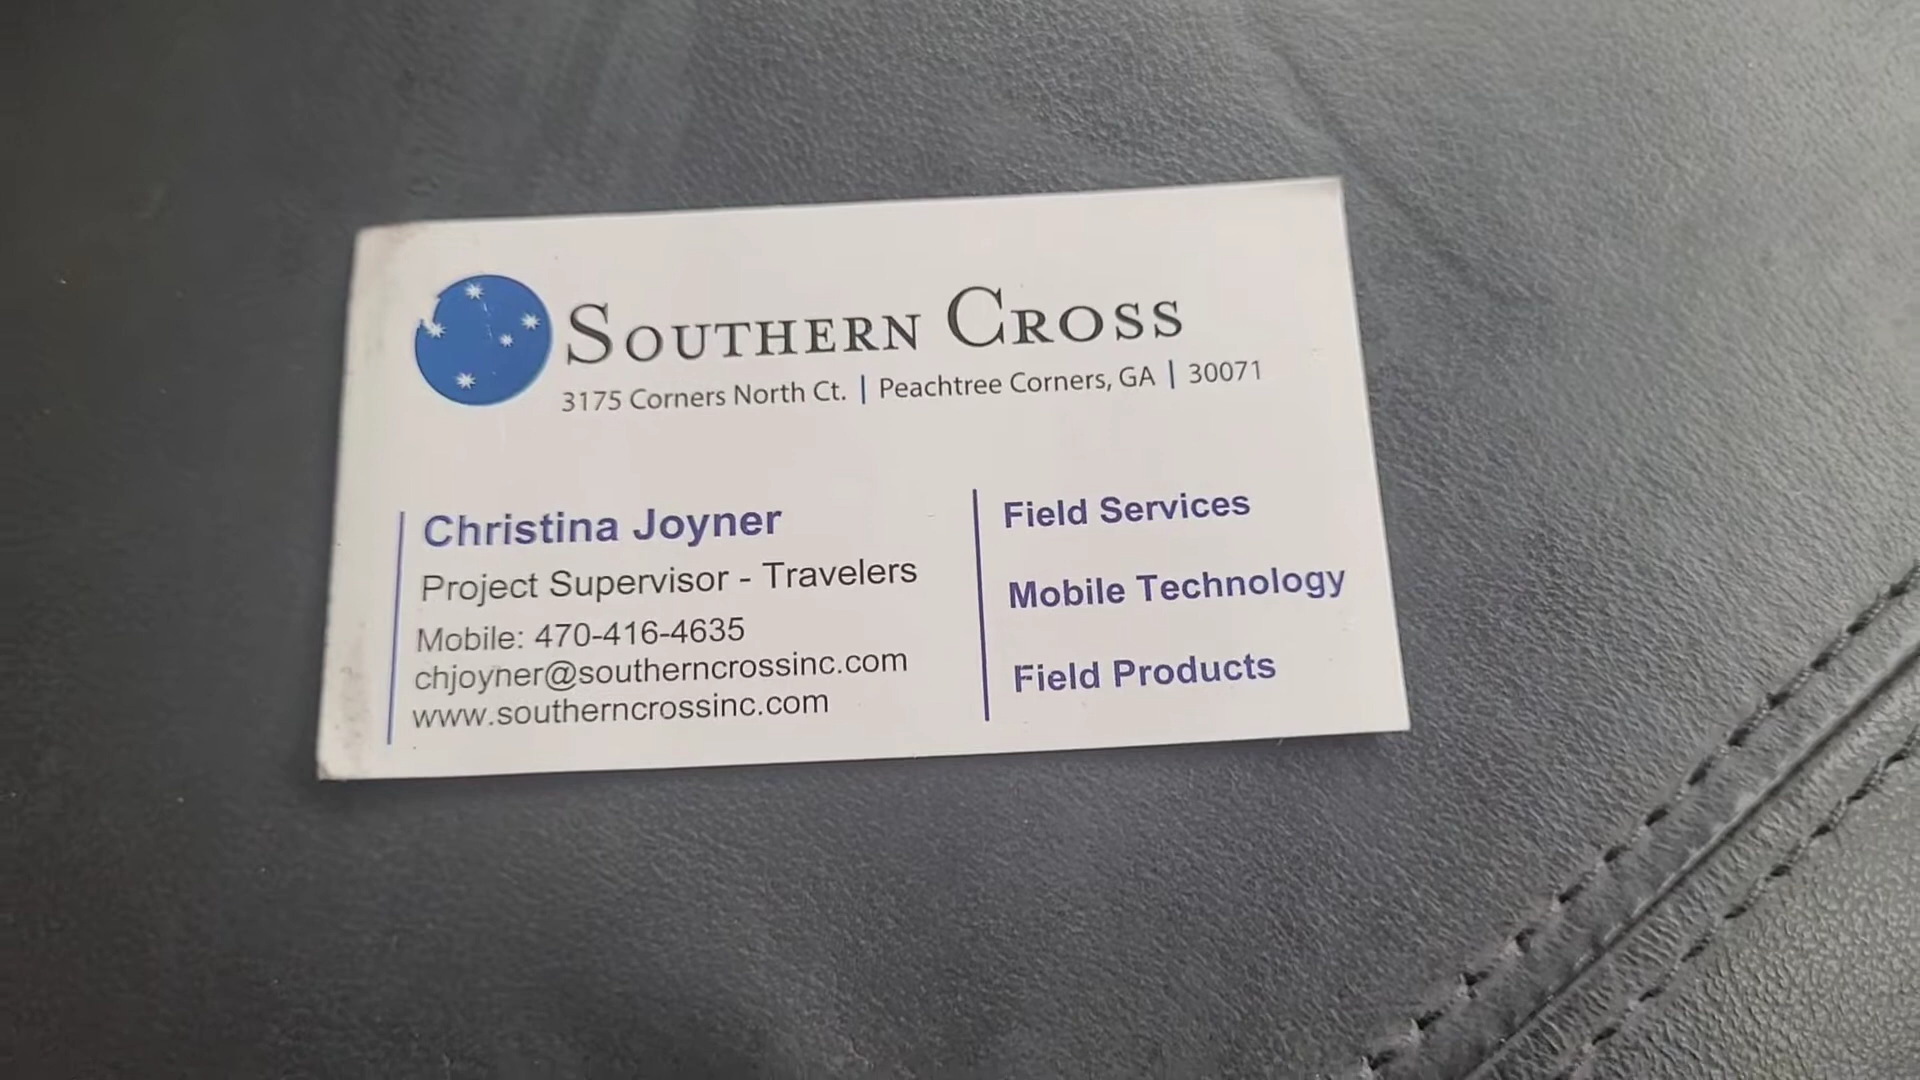 Southern Cross
3175 Corners North Ct. | Peachtree Corners, GA | 30071
Christina Joyner
Project Supervisor - Travelers
Mobile: 470-416-4635
chjoyner@southerncrossinc.com
www.southerncrossinc.com
Field Services
Mobile Technology
Field Products